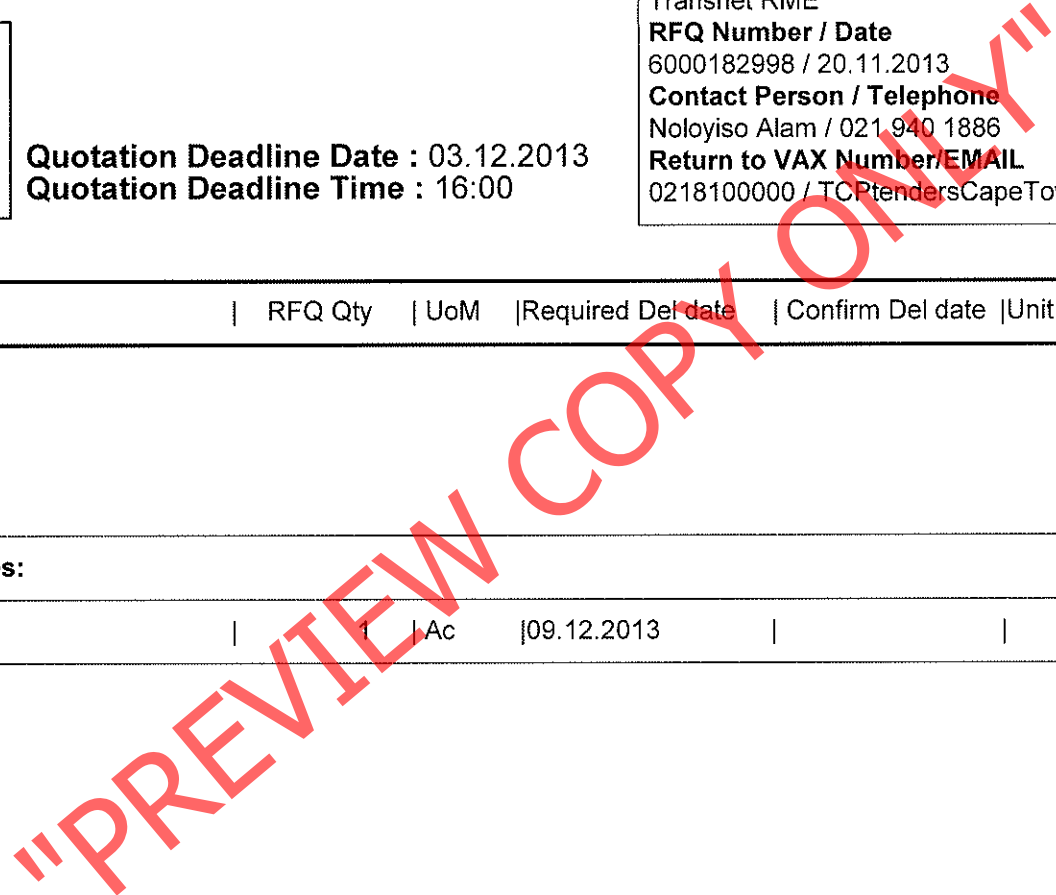 Transnet RME
RFQ Number / Date
6000182998 / 20.11.2013
Contact Person / Telephone
Noloyiso Alam / 021 940 1886
Return to VAX Number/EMAIL
0218100000 / TCPtendersCapeTo
Quotation Deadline Date : 03.12.2013
Quotation Deadline Time : 16:00
| RFQ Qty | UoM |Required Del date | Confirm Del date |Unit
s:
| 1 | Ac |09.12.2013 | |
"PREVIEW COPY ONLY"